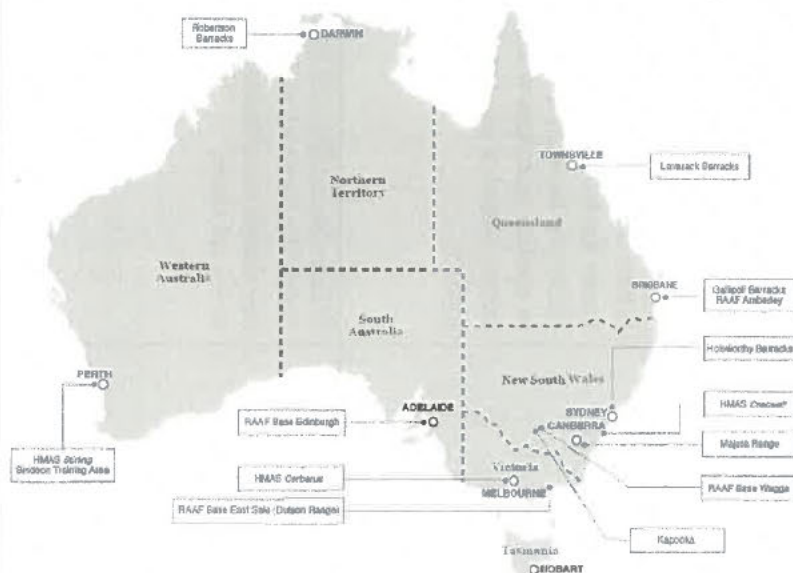 Robertson
Barracks
DARWIN
TOWNSVILLE
Lavarack Barracks
Northern
Territory
Queensland
Western
Australia
BRISBANE
Gallipoli Barracks
RAAF Amberley
South
Australia
Holsworthy Barracks
PERTH
New South Wales
ADELAIDE
SYDNEY
HMAS
RAAF Base Edinburgh
CANBERRA
Majura Range
HMAS Stirling
Bindoon Training Area
HMAS Cerberus
Victoria
MELBOURNE
RAAF Base Wagga
RAAF Base East Sale (Dutson Range)
Kapooka
Tasmania
HOBART